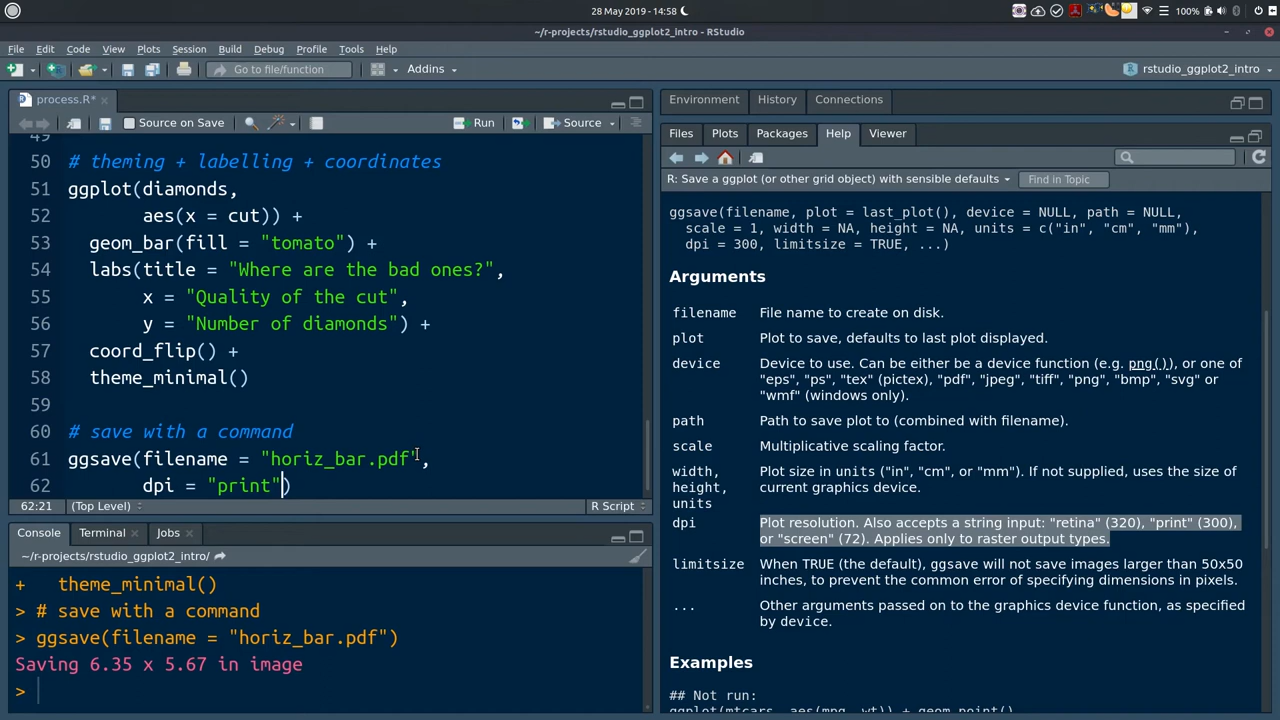 28 May 2019 - 14:58
100%
~/r-projects/rstudio_ggplot2_intro - RStudio
File Edit Code View Plots Session Build Debug Profile Tools Help
Go to file/function Addins rstudio_ggplot2_intro
process.R*
Source on Save Run Source
49
50 # theming + labelling + coordinates
51 ggplot(diamonds,
52 aes(x = cut)) +
53 geom_bar(fill = "tomato") +
54 labs(title = "Where are the bad ones?",
55 x = "Quality of the cut",
56 y = "Number of diamonds") +
57 coord_flip() +
58 theme_minimal()
59
60 # save with a command
61 ggsave(filename = "horiz_bar.pdf",
62 dpi = "print")
62:21 (Top Level) R Script
Console Terminal Jobs
~/r-projects/rstudio_ggplot2_intro/
+ theme_minimal()
> # save with a command
> ggsave(filename = "horiz_bar.pdf")
Saving 6.35 x 5.67 in image
>
Environment History Connections
Files Plots Packages Help Viewer
R: Save a ggplot (or other grid object) with sensible defaults Find in Topic
ggsave(filename, plot = last_plot(), device = NULL, path = NULL,
scale = 1, width = NA, height = NA, units = c("in", "cm", "mm"),
dpi = 300, limitsize = TRUE, ...)
Arguments
filename File name to create on disk.
plot Plot to save, defaults to last plot displayed.
device Device to use. Can be either be a device function (e.g. png()), or one of
"eps", "ps", "tex" (pictex), "pdf", "jpeg", "tiff", "png", "bmp", "svg" or
"wmf" (windows only).
path Path to save plot to (combined with filename).
scale Multiplicative scaling factor.
width, Plot size in units ("in", "cm", or "mm"). If not supplied, uses the size of
height, current graphics device.
units
dpi Plot resolution. Also accepts a string input: "retina" (320), "print" (300),
or "screen" (72). Applies only to raster output types.
limitsize When TRUE (the default), ggsave will not save images larger than 50x50
inches, to prevent the common error of specifying dimensions in pixels.
... Other arguments passed on to the graphics device function, as specified
by device.
Examples
## Not run:
ggplot(mtcars, aes(mpg, wt)) + geom_point()